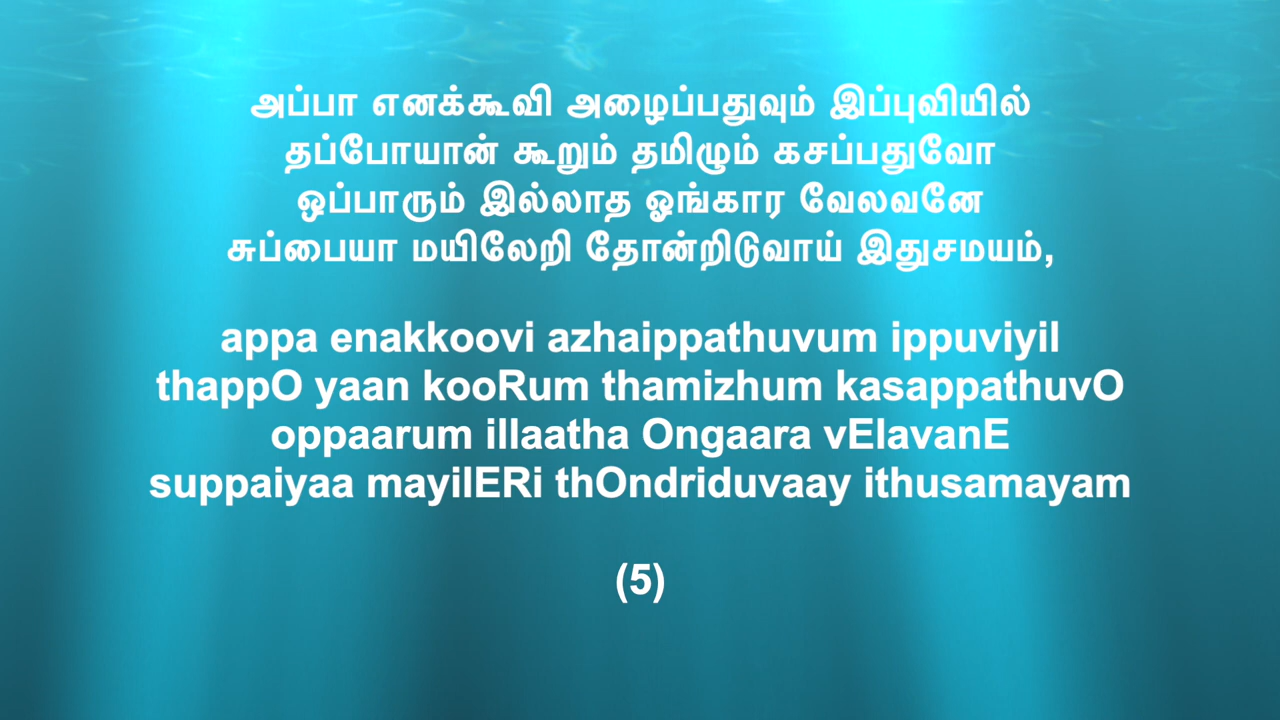 அப்பா எனக்கூவி அழைப்பதுவும் இப்புவியில்
தப்போயான் கூறும் தமிழும் கசப்பதுவோ
ஒப்பாரும் இல்லாத ஓங்கார வேலவனே
சுப்பையா மயிலேறி தோன்றிடுவாய் இதுசமயம்,
appa enakkoovi azhaippathuvum ippuviyil
thappO yaan kooRum thamizhum kasappathuvO
oppaarum illaatha Ongaara vElavanE
suppaiyaa mayilERi thOndriduvaay ithusamayam
(5)